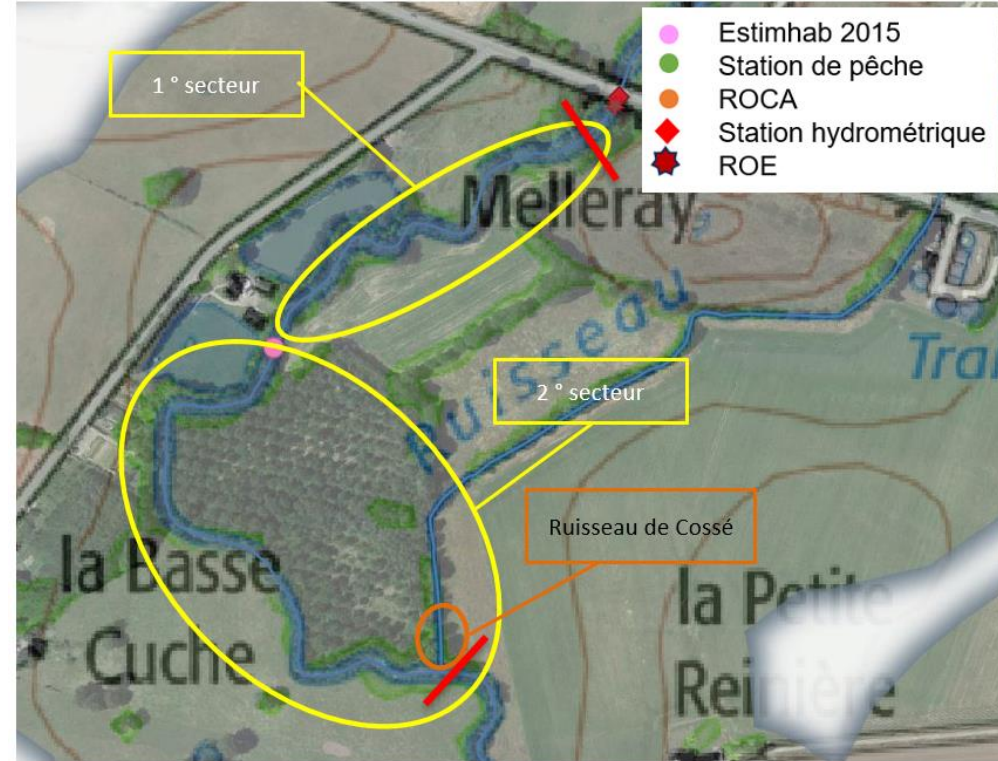 Estimhab 2015
Station de pêche
ROCA
Station hydrométrique
ROE
1 ° secteur
Melleray
Ruisseau
Tran
2 ° secteur
Ruisseau de Cossé
la Basse
Cuche
la Petite
Reinière